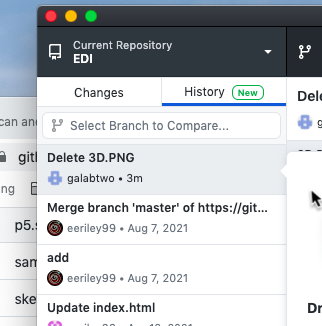 Current Repository
EDI
Changes
History New
Select Branch to Compare...
Delete 3D.PNG
galabtwo • 3m
Merge branch 'master' of https://git...
eeriley99 • Aug 7, 2021
add
eeriley99 • Aug 7, 2021
Update index.html
Dele
can and
gith
ng
p5.s
sam
ske
Dr